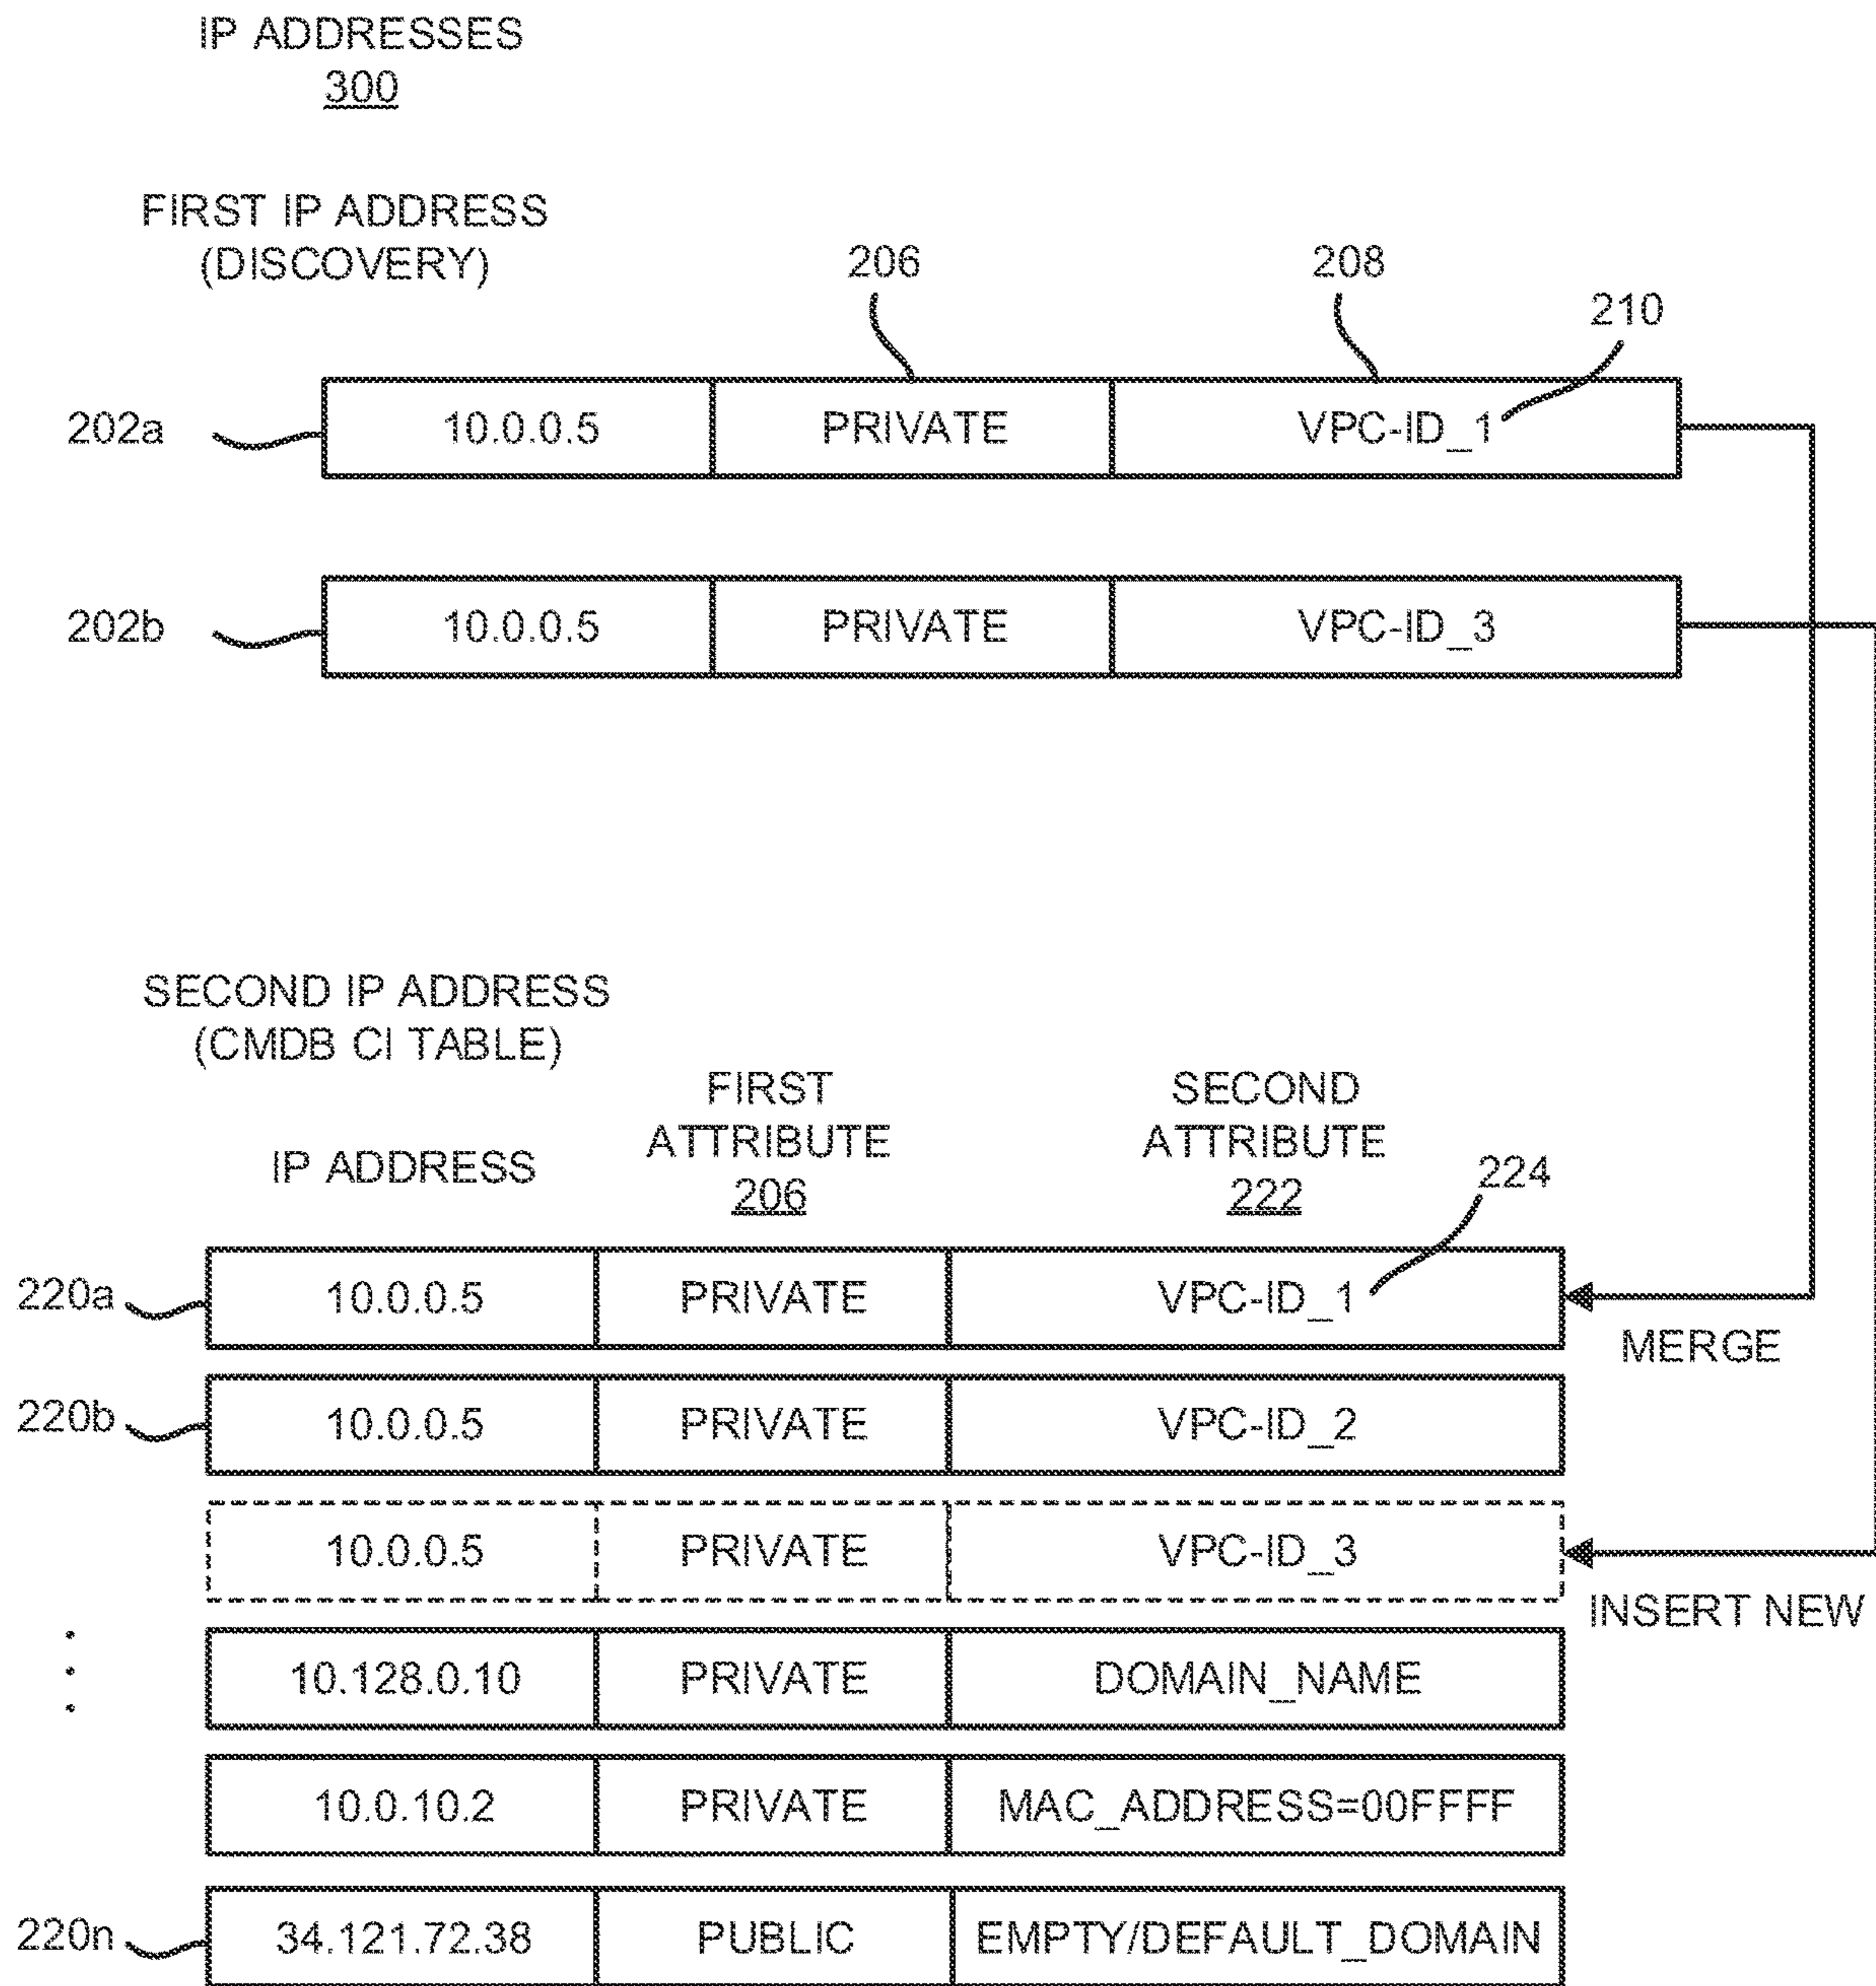 IP ADDRESSES
300
FIRST IP ADDRESS
(DISCOVERY)
206
208
210
202a
10.0.0.5
PRIVATE
VPC-ID_1
202b
10.0.0.5
PRIVATE
VPC-ID_3
SECOND IP ADDRESS
(CMDB CI TABLE)
IP ADDRESS
FIRST
ATTRIBUTE
206
SECOND
ATTRIBUTE
222
224
220a
10.0.0.5
PRIVATE
VPC-ID_1
MERGE
220b
10.0.0.5
PRIVATE
VPC-ID_2
10.0.0.5
PRIVATE
VPC-ID_3
INSERT NEW
10.128.0.10
PRIVATE
DOMAIN_NAME
10.0.10.2
PRIVATE
MAC_ADDRESS=00FFFF
220n
34.121.72.38
PUBLIC
EMPTY/DEFAULT_DOMAIN